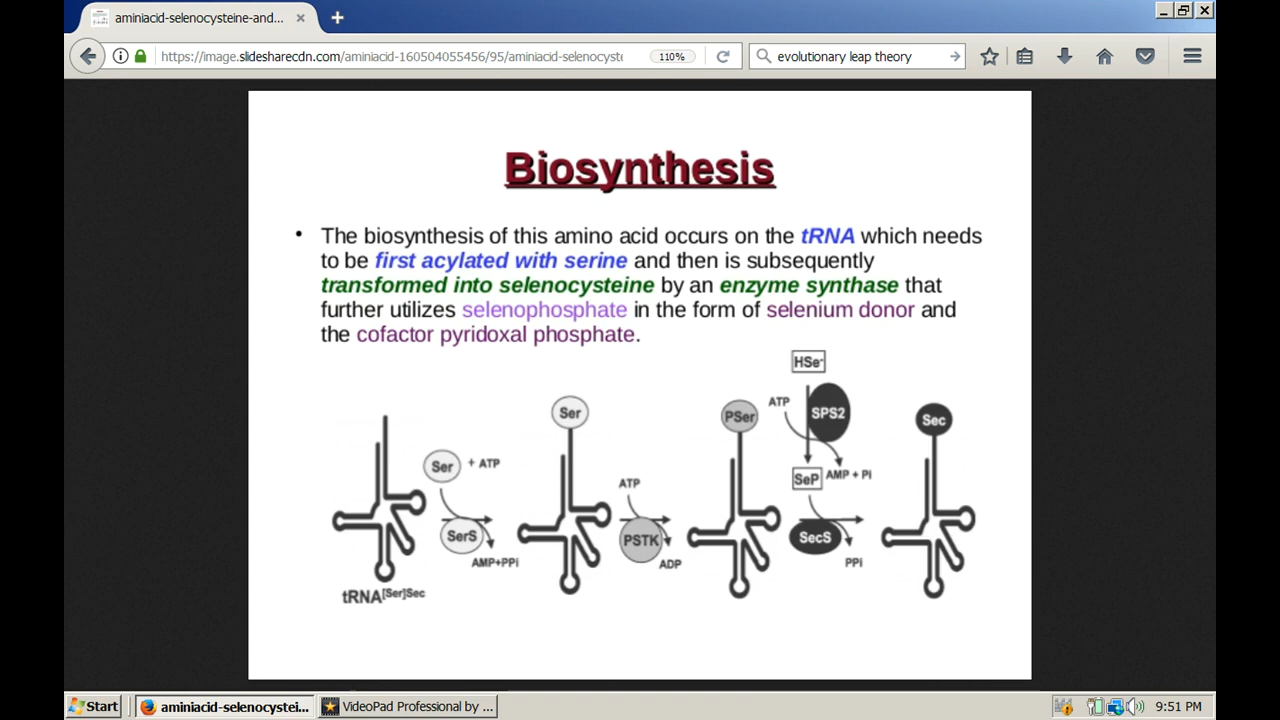 aminiacid-selenocysteine-and...
https://image.slidesharecdn.com/aminiacid-160504055456/95/aminiacid-selenocyste
110%
evolutionary leap theory
Biosynthesis
• The biosynthesis of this amino acid occurs on the tRNA which needs
to be first acylated with serine and then is subsequently
transformed into selenocysteine by an enzyme synthase that
further utilizes selenophosphate in the form of selenium donor and
the cofactor pyridoxal phosphate.
HSe-
ATP
SPS2
Ser
PSer
Sec
Ser + ATP
ATP
SeP
AMP + Pi
SerS
PSTK
SecS
AMP+PPi
ADP
PPi
tRNA[Ser]Sec
Start
aminiacid-selenocystei...
VideoPad Professional by ...
9:51 PM